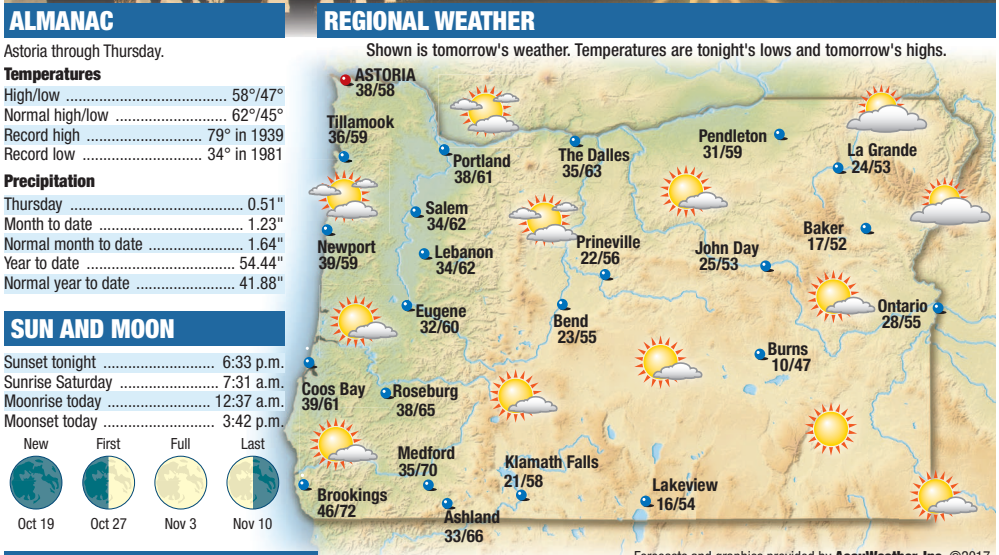 ALMANAC
Astoria through Thursday.
Temperatures
High/low ................................... 58°/47°
Normal high/low ........................ 62°/45°
Record high .............................. 79° in 1939
Record low .......................... 34° in 1981
Precipitation
Thursday .................................... 0.51"
Month to date ............................ 1.23"
Normal month to date ................. 1.64"
Year to date ............................... 54.44"
Normal year to date ..................... 41.88"
SUN AND MOON
Sunset tonight ......................... 6:33 p.m.
Sunrise Saturday ...................... 7:31 a.m.
Moonrise today ....................... 12:37 a.m.
Moonset today .......................... 3:42 p.m.
New First Full Last
Oct 19 Oct 27 Nov 3 Nov 10
REGIONAL WEATHER
Shown is tomorrow's weather. Temperatures are tonight's lows and tomorrow's highs.
ASTORIA
38/58
Tillamook
36/59
Portland
38/61
The Dalles
35/63
Pendleton
31/59
La Grande
24/53
Salem
34/62
Newport
39/59
Lebanon
34/62
Prineville
22/56
John Day
25/53
Baker
17/52
Eugene
32/60
Bend
23/55
Ontario
28/55
Burns
10/47
Coos Bay
39/61
Roseburg
38/65
Medford
35/70
Klamath Falls
21/58
Brookings
46/72
Ashland
33/66
Lakeview
16/54
Forecasts and graphics provided by AccuWeather, Inc. ©2017